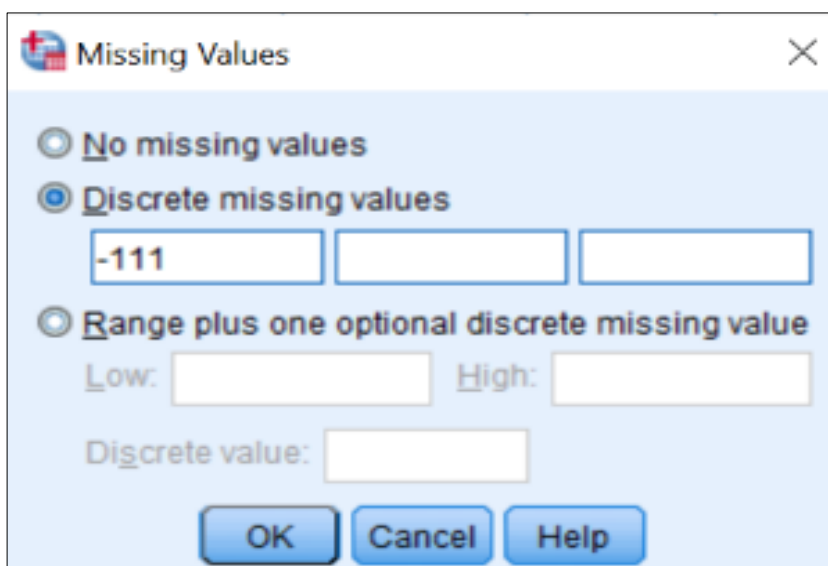 Missing Values
No missing values
Discrete missing values
-111
Range plus one optional discrete missing value
Low: High:
Discrete value:
OK Cancel Help